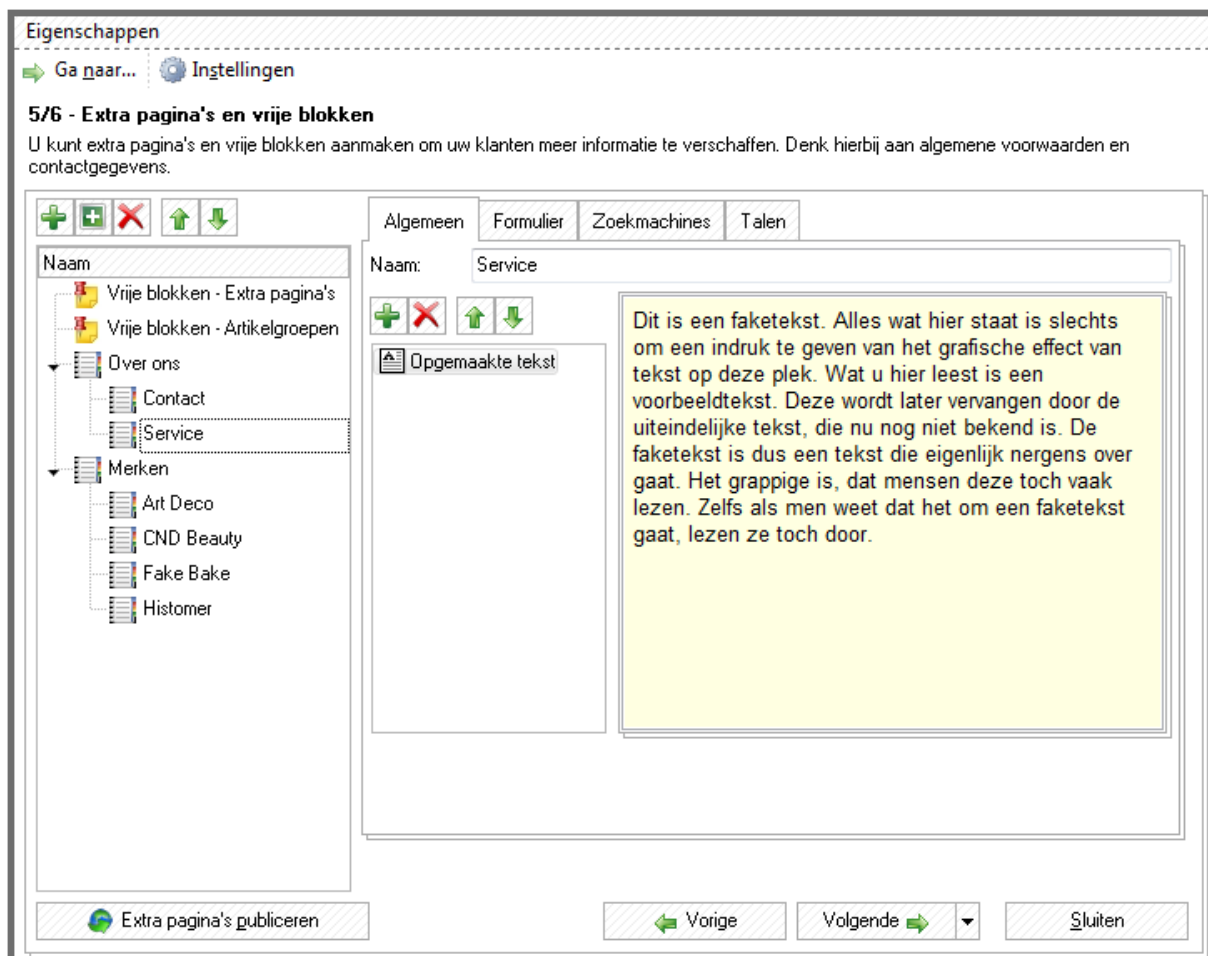 Eigenschappen
Ga naar... Instellingen
5/6 - Extra pagina's en vrije blokken
U kunt extra pagina's en vrije blokken aanmaken om uw klanten meer informatie te verschaffen. Denk hierbij aan algemene voorwaarden en
contactgegevens.
Naam
Vrije blokken - Extra pagina's
Vrije blokken - Artikelgroepen
Over ons
Contact
Service
Merken
Art Deco
CND Beauty
Fake Bake
Histomer
Algemeen Formulier Zoekmachines Talen
Naam: Service
Opgemaakte tekst
Dit is een faketekst. Alles wat hier staat is slechts
om een indruk te geven van het grafische effect van
tekst op deze plek. Wat u hier leest is een
voorbeeldtekst. Deze wordt later vervangen door de
uiteindelijke tekst, die nu nog niet bekend is. De
faketekst is dus een tekst die eigenlijk nergens over
gaat. Het grappige is, dat mensen deze toch vaak
lezen. Zelfs als men weet dat het om een faketekst
gaat, lezen ze toch door.
Extra pagina's publiceren Vorige Volgende Sluiten